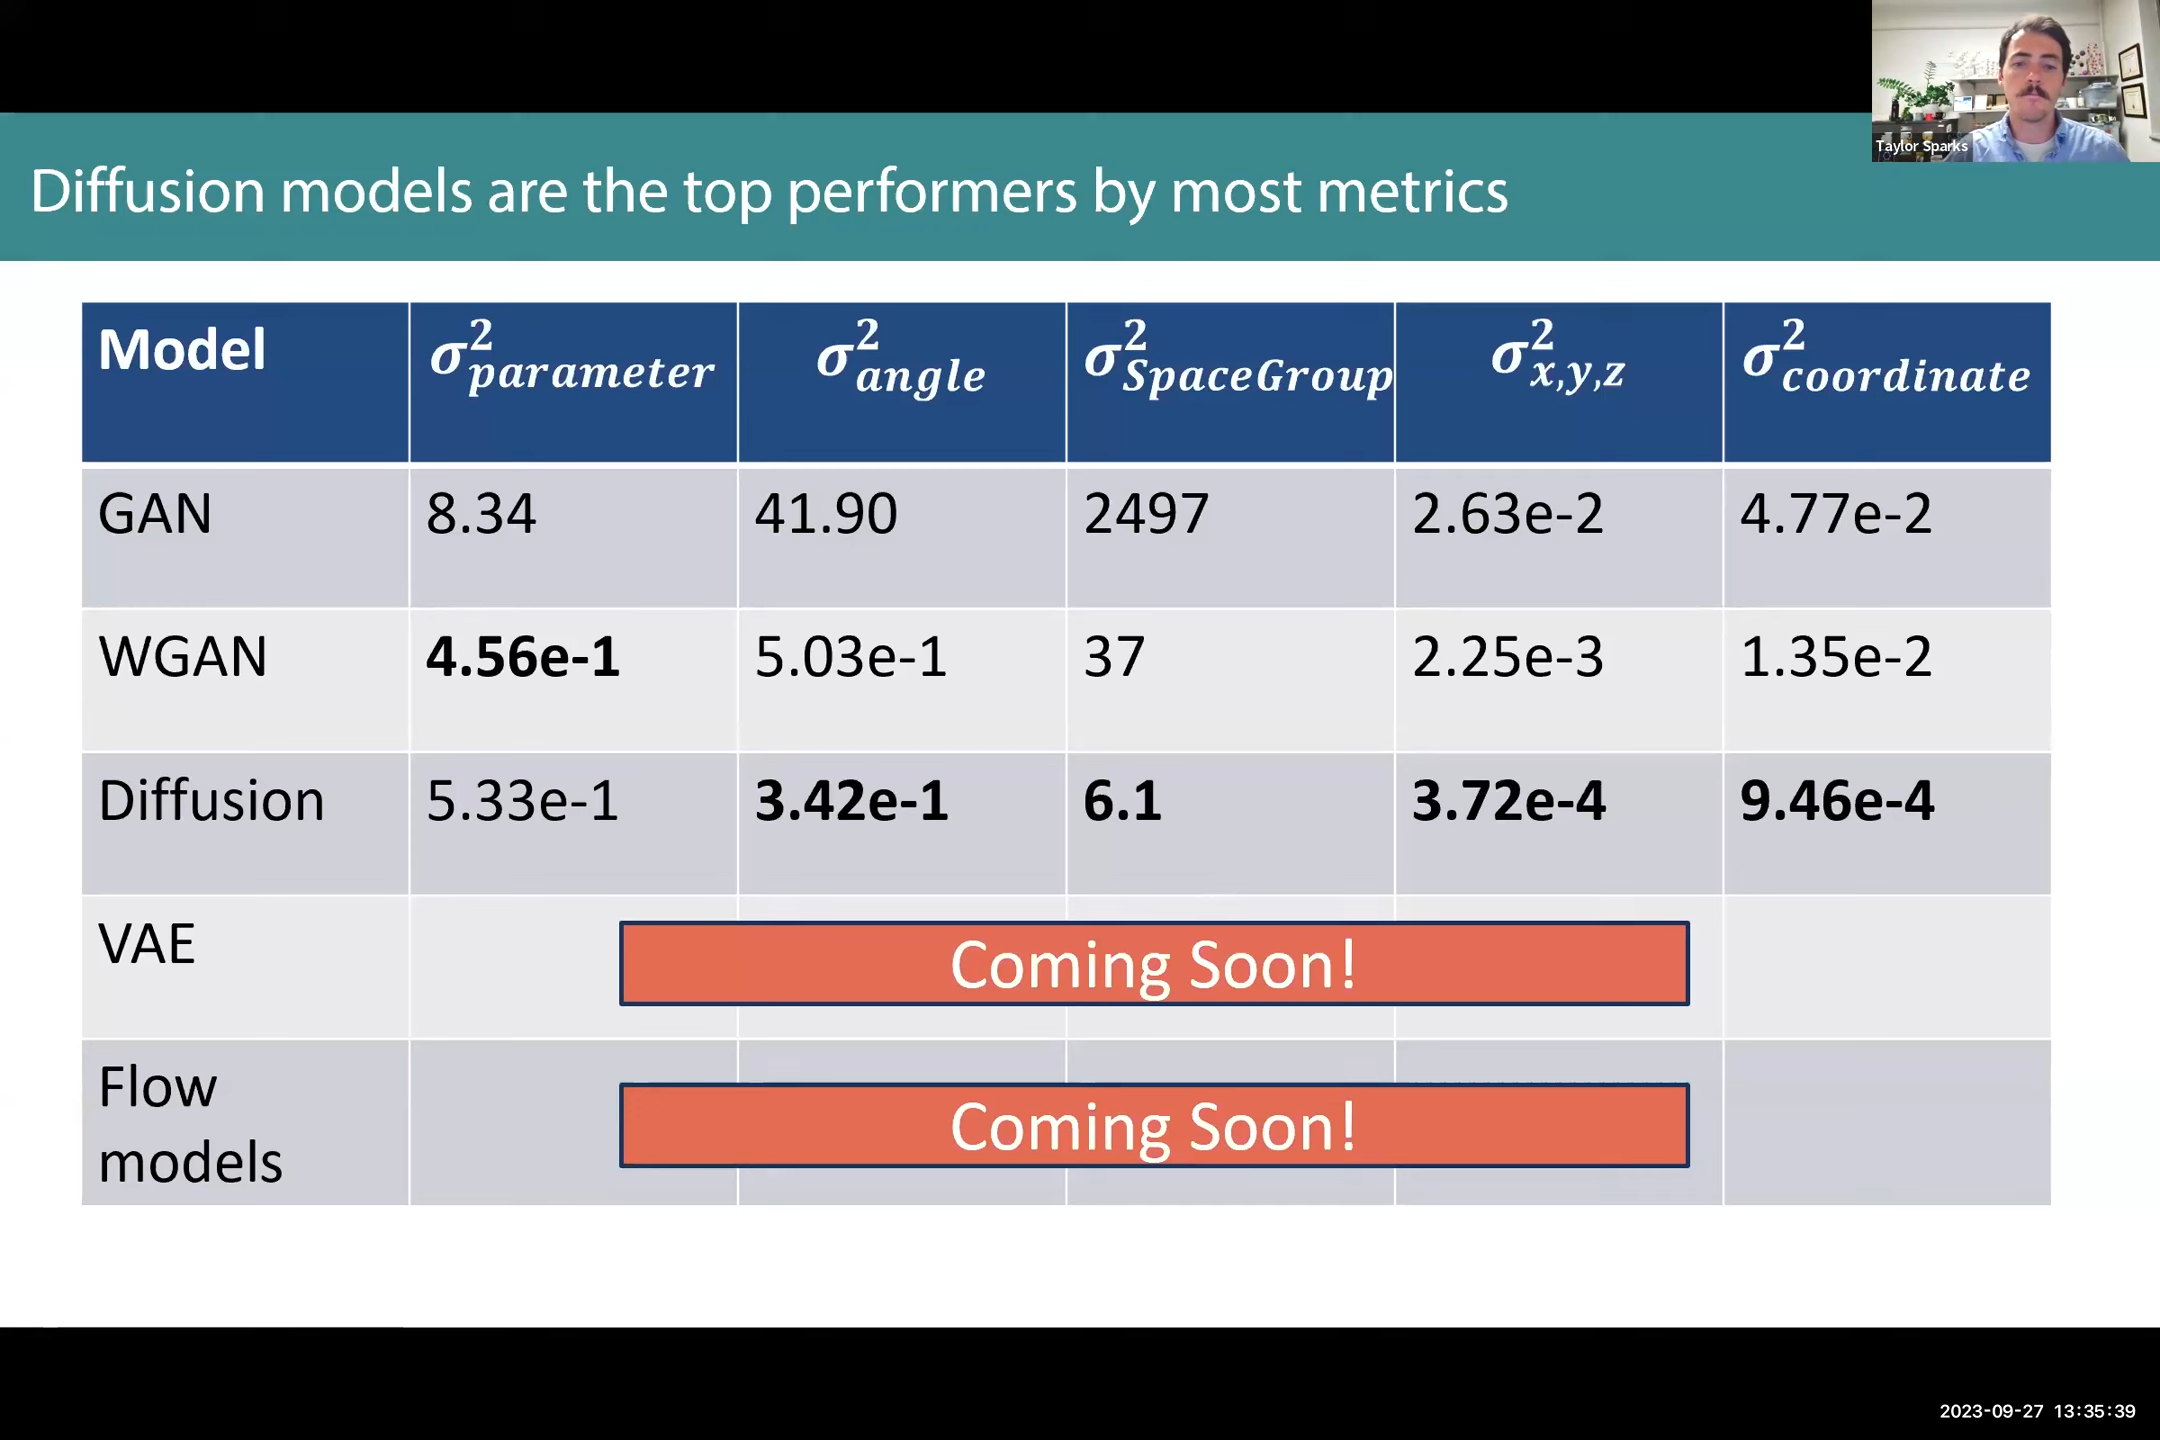 Taylor Sparks
Diffusion models are the top performers by most metrics
Model σ²parameter σ²angle σ²SpaceGroup σ²x,y,z σ²coordinate
GAN 8.34 41.90 2497 2.63e-2 4.77e-2
WGAN 4.56e-1 5.03e-1 37 2.25e-3 1.35e-2
Diffusion 5.33e-1 3.42e-1 6.1 3.72e-4 9.46e-4
VAE Coming Soon!
Flow
models
Coming Soon!
2023-09-27 13:35:39